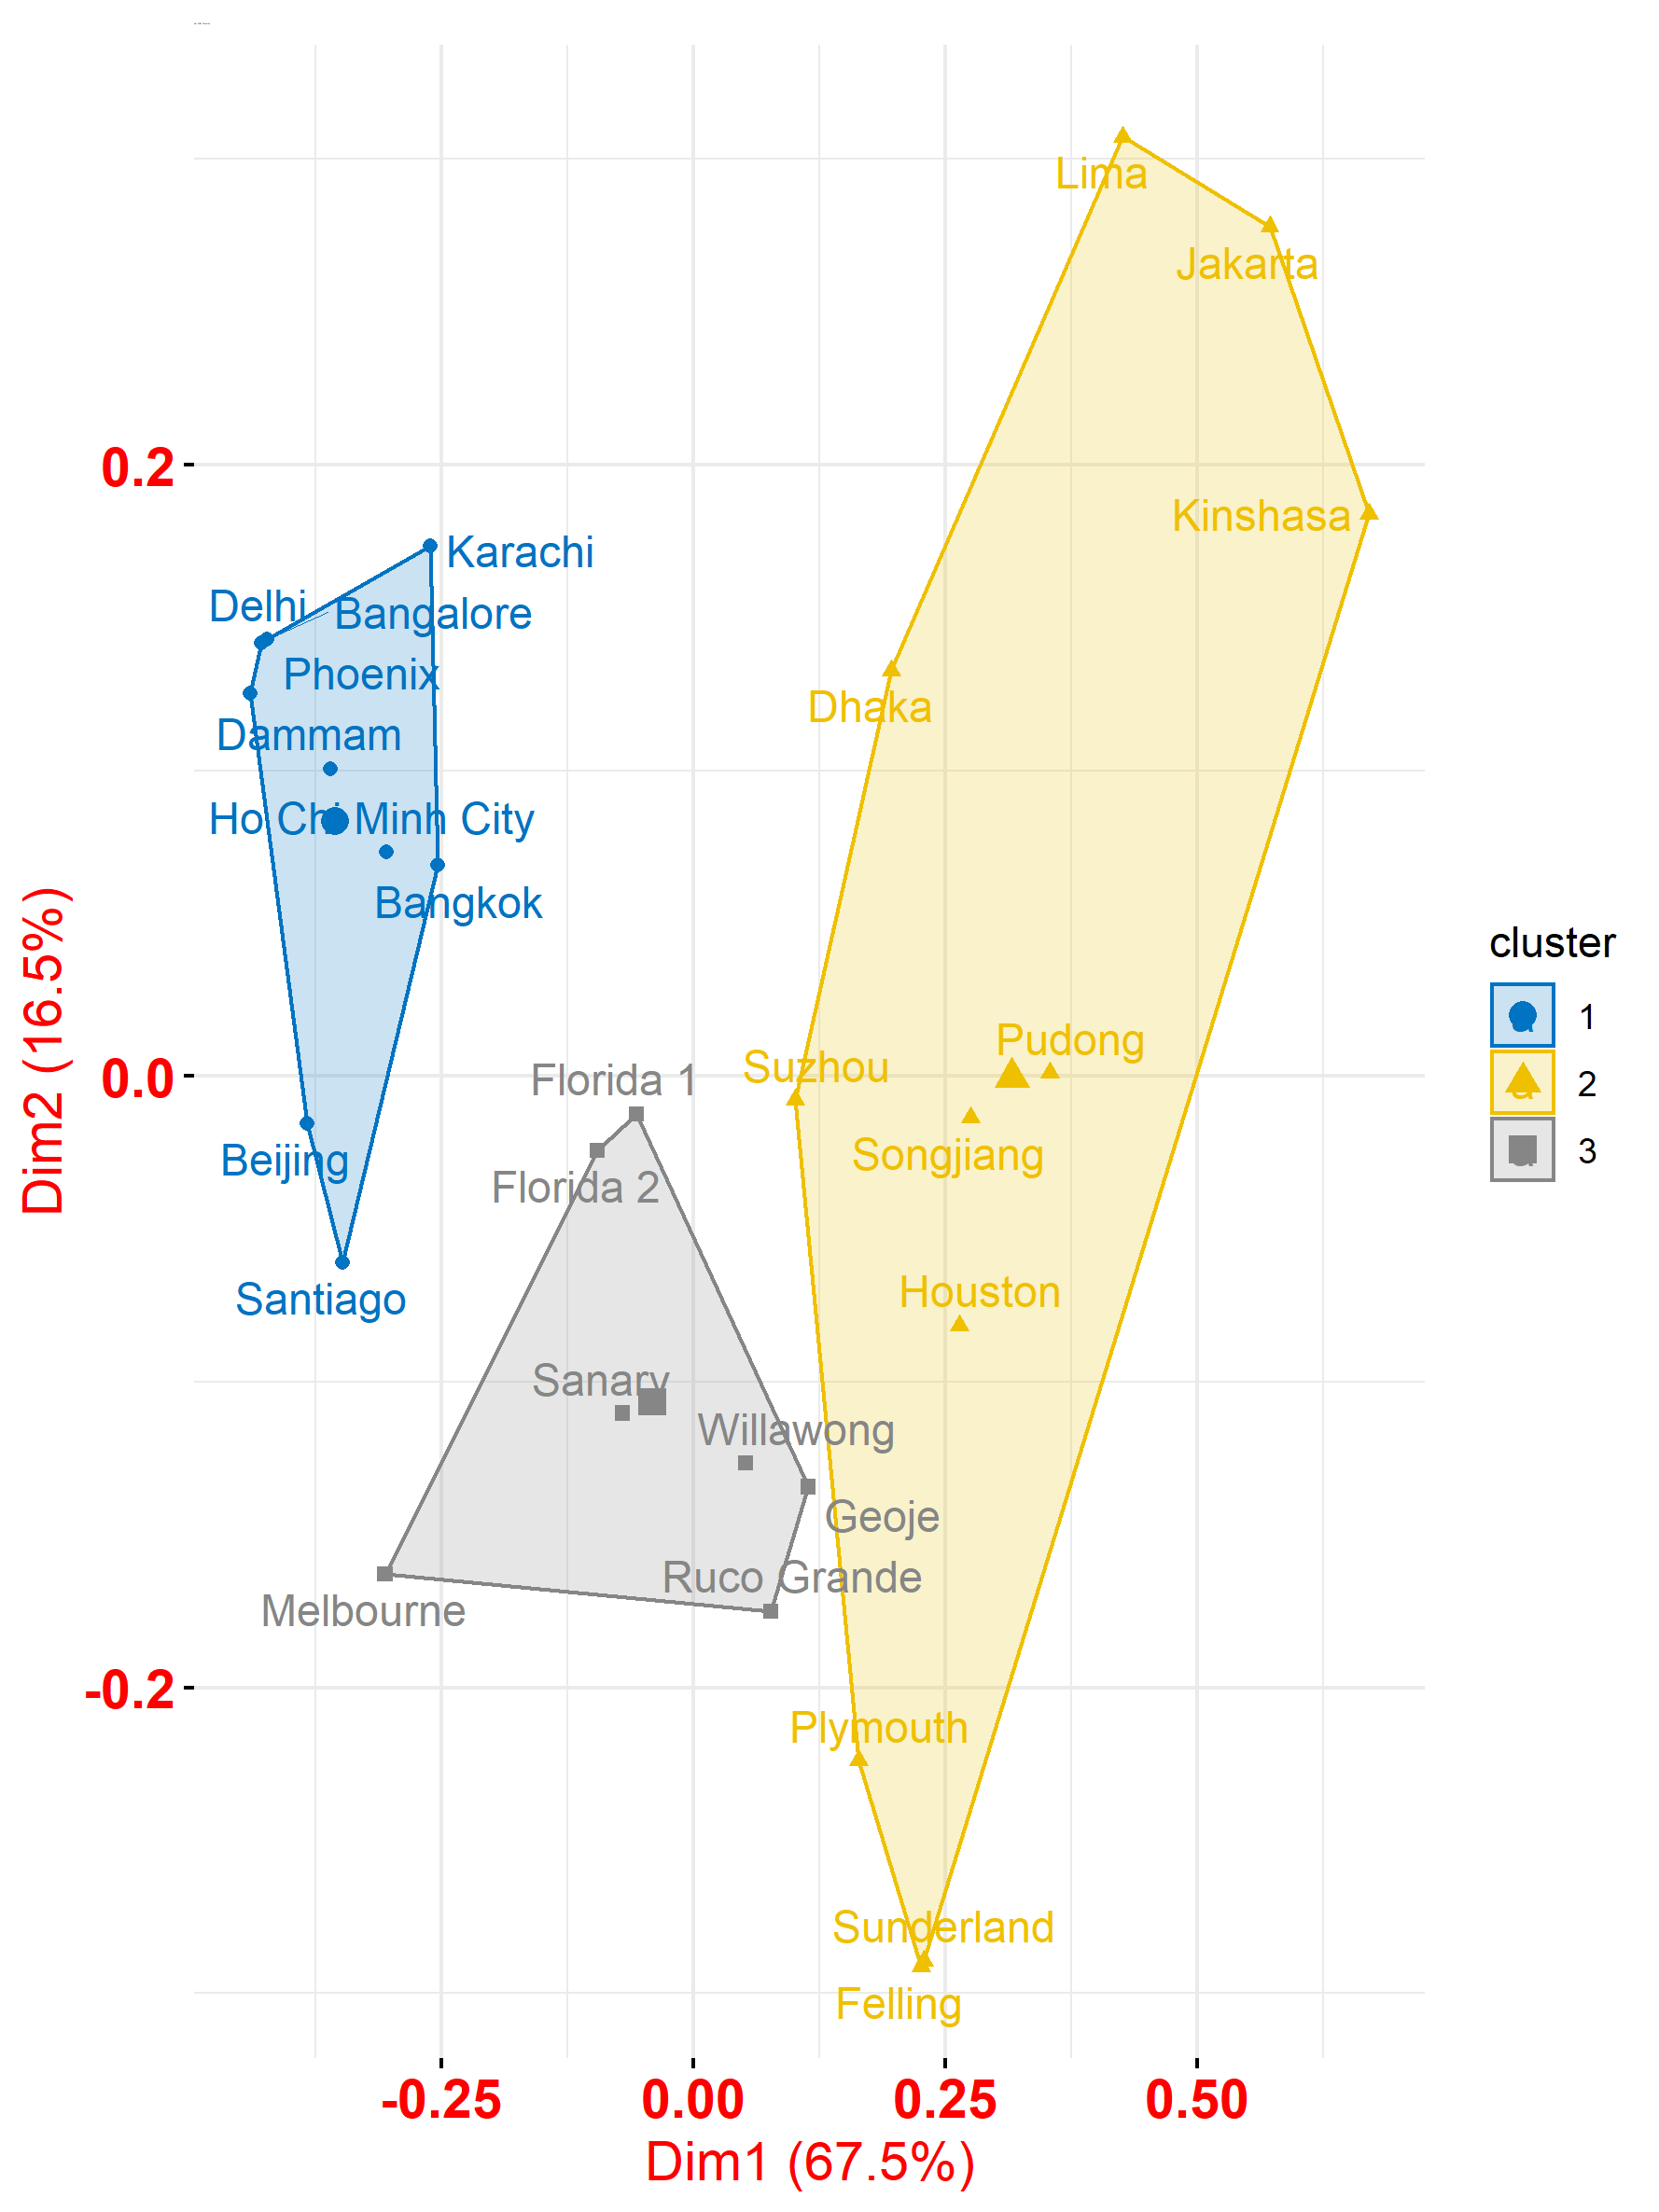 Lima
Jakarta
0.2
Kinshasa
Karachi
Delhi
Bangalore
Phoenix
Dhaka
Dammam
Ho Chi Minh City
Bangkok
cluster
1
2
3
Pudong
Suzhou
0.0
Florida 1
Songjiang
Beijing
Florida 2
Dim2 (16.5%)
Houston
Santiago
Sanary
Willawong
Geoje
Ruco Grande
Melbourne
-0.2
Plymouth
Sunderland
Felling
-0.25
0.00
0.25
0.50
Dim1 (67.5%)